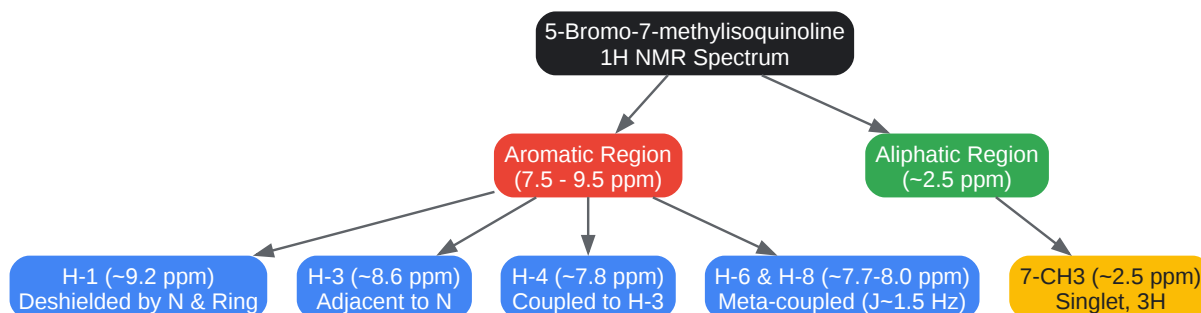 5-Bromo-7-methylisoquinoline
1H NMR Spectrum
Aromatic Region
(7.5 - 9.5 ppm)
Aliphatic Region
(~2.5 ppm)
H-1 (~9.2 ppm)
Deshielded by N & Ring
H-3 (~8.6 ppm)
Adjacent to N
H-4 (~7.8 ppm)
Coupled to H-3
H-6 & H-8 (~7.7-8.0 ppm)
Meta-coupled (J~1.5 Hz)
7-CH3 (~2.5 ppm)
Singlet, 3H